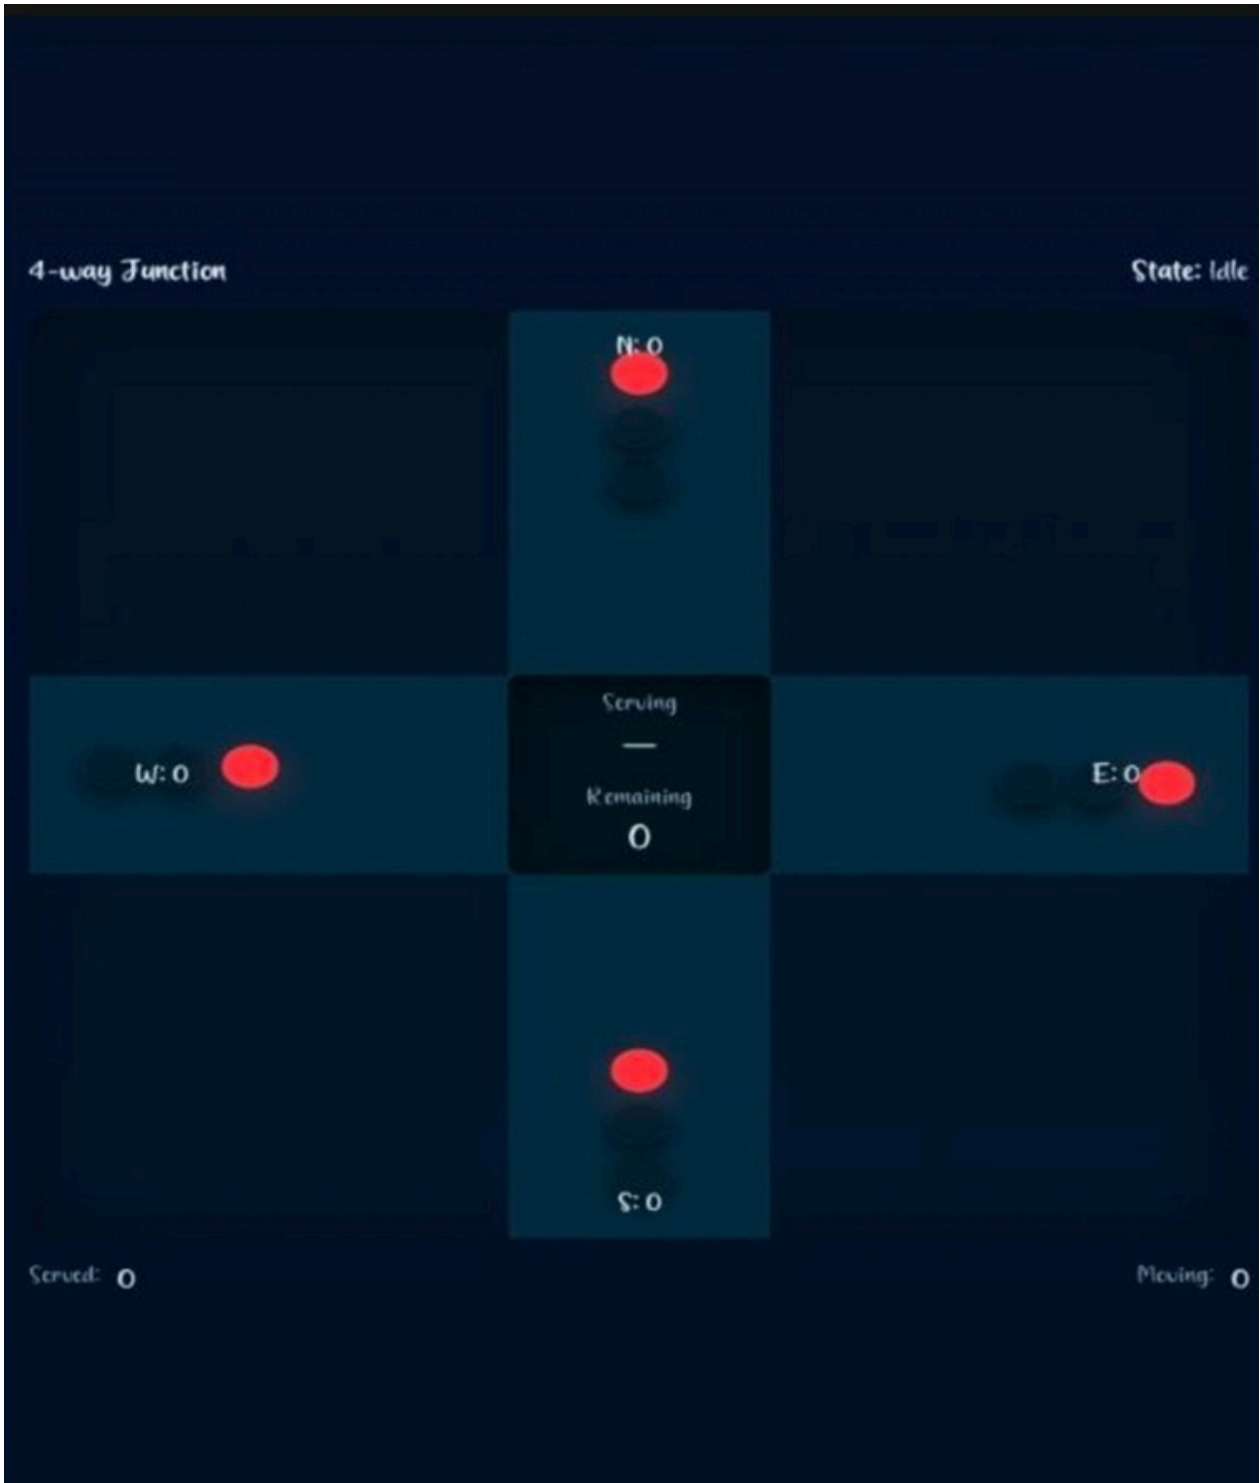 4-way Junction
State: Idle
N: 0
Serving
—
Remaining
0
W: 0
E: 0
S: 0
Served: 0
Moving: 0